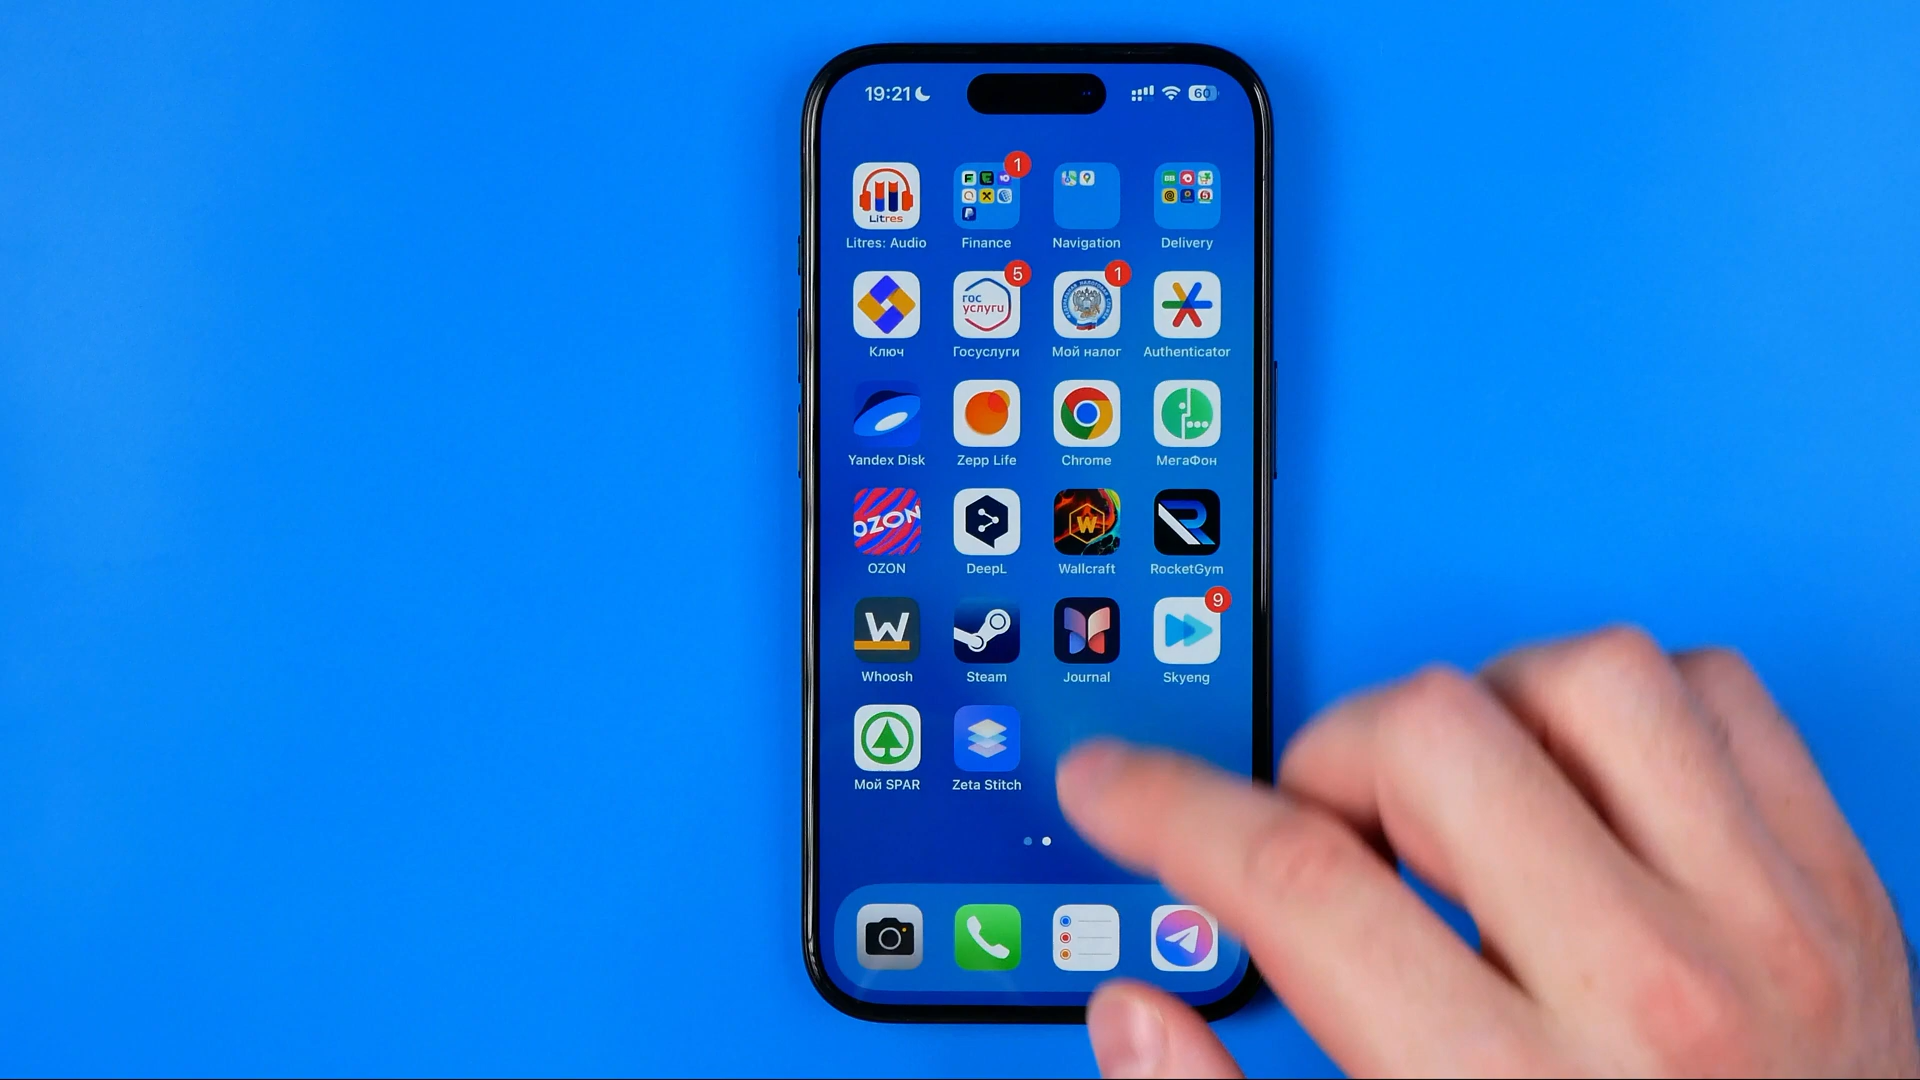 19:21
60
Litres
1
Litres: Audio
Finance
Navigation
Delivery
гос
услуги
5
1
Ключ
Госуслуги
Мой налог
Authenticator
Yandex Disk
Zepp Life
Chrome
МегаФон
OZON
W
R
OZON
DeepL
Wallcraft
RocketGym
W
9
Whoosh
Steam
Journal
Skyeng
Мой SPAR
Zeta Stitch